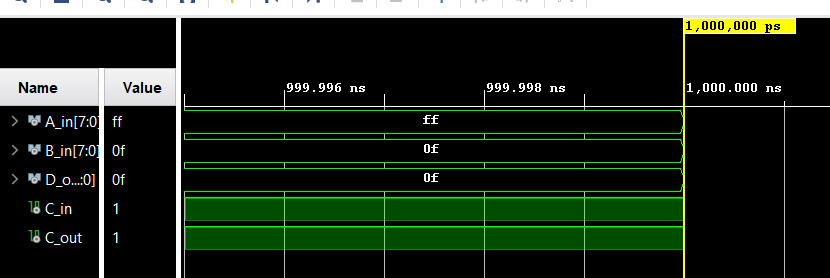 1,000,000 ps
Name Value 999.996 ns 999.998 ns 1,000.000 ns
A_in[7:0] ff ff
B_in[7:0] 0f 0f
D_o...:0] 0f 0f
C_in 1
C_out 1